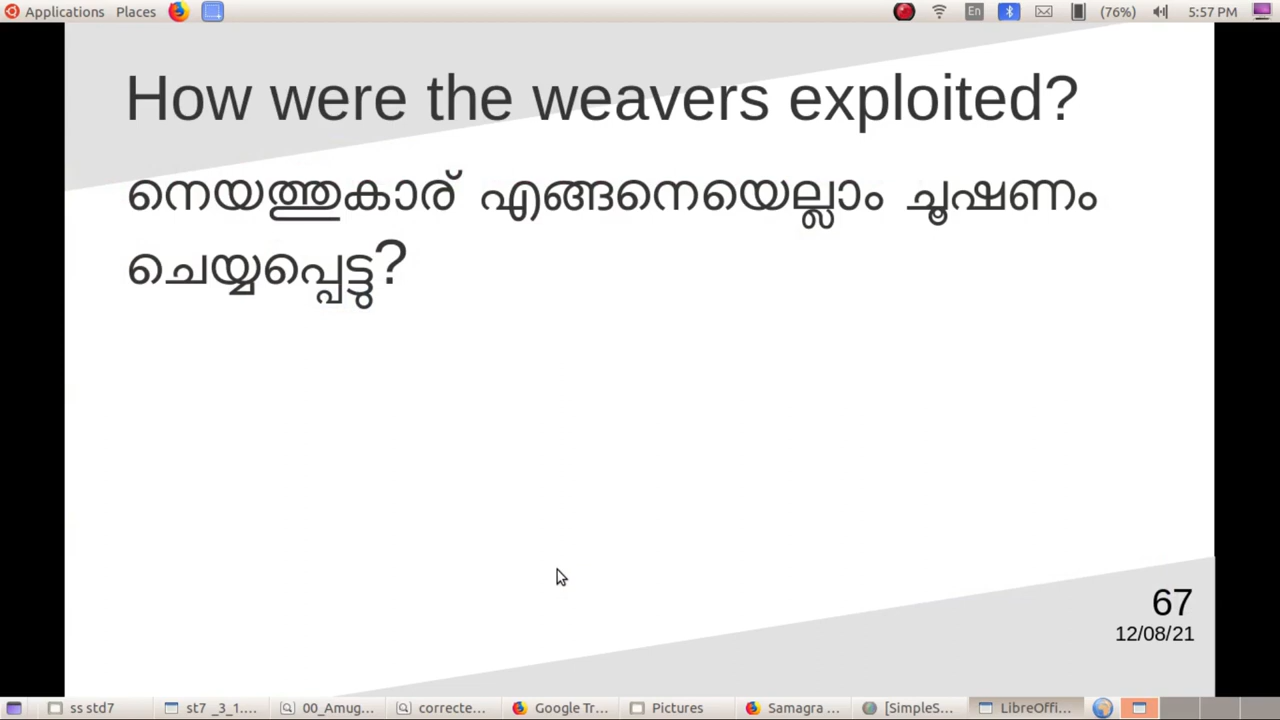 Applications Places En (76%) 5:57 PM
How were the weavers exploited?
നെയത്തുകാര് എങ്ങനെയെല്ലാം ചൂഷണം
ചെയ്യപ്പെട്ടു?
67
12/08/21
ss std7 st7 _3_1.... 00_Amug... correcte... Google Tr... Pictures Samagra ... [SimpleS... LibreOffi...